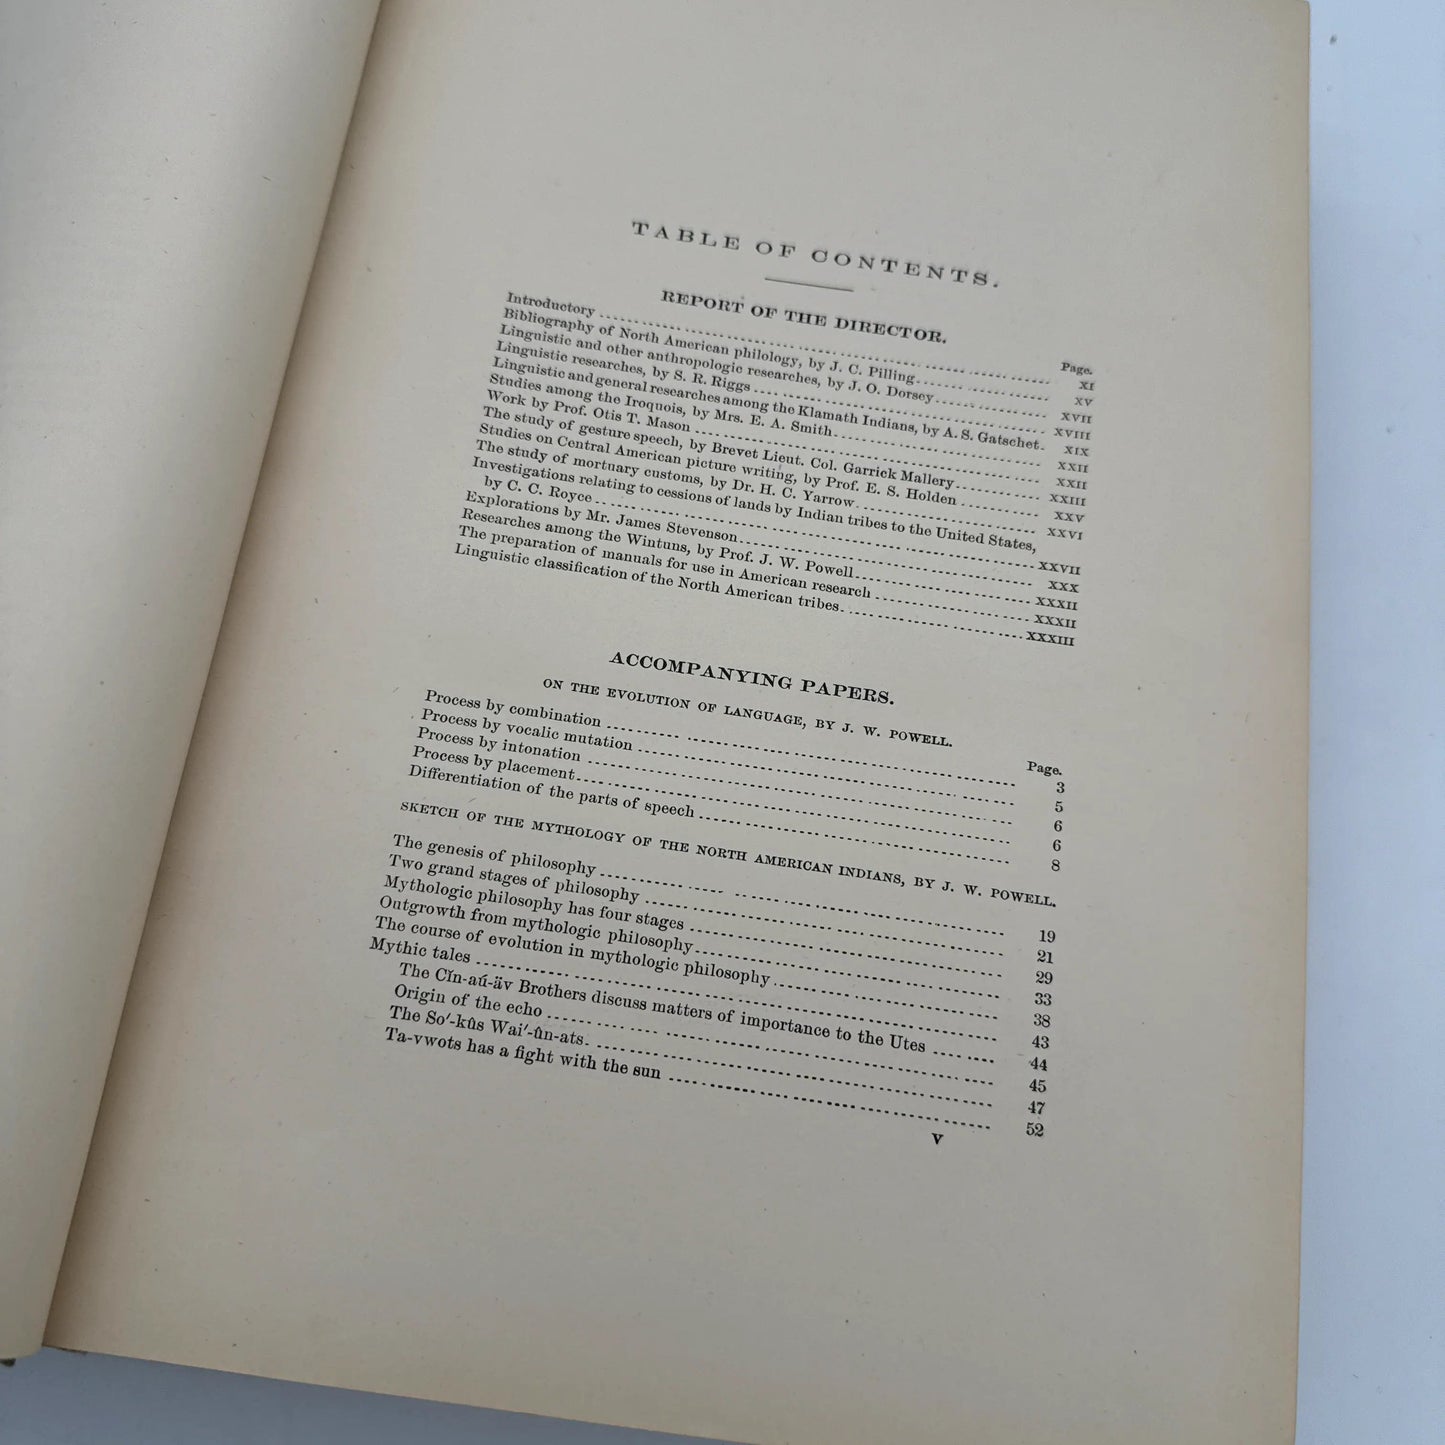 TABLE OF CONTENTS.
REPORT OF THE DIRECTOR.
Page.
Introductory ........ XI
Bibliography of North American philology, by J. C. Pilling ........ XV
Linguistic and other anthropologic researches, by J. O. Dorsey ........ XVII
Linguistic researches, by S. R. Riggs ........ XVIII
Linguistic and general researches among the Klamath Indians, by A. S. Gatschet. XIX
Studies among the Iroquois, by Mrs. E. A. Smith ........ XXII
Work by Prof. Otis T. Mason ........ XXII
The study of gesture speech, by Brevet Lieut. Col. Garrick Mallery ........ XXIII
Studies on Central American picture writing, by Prof. E. S. Holden ........ XXV
The study of mortuary customs, by Dr. H. C. Yarrow ........ XXVI
Investigations relating to cessions of lands by Indian tribes to the United States,
by C. C. Royce ........ XXVII
Explorations by Mr. James Stevenson ........ XXX
Researches among the Wintuns, by Prof. J. W. Powell ........ XXXII
The preparation of manuals for use in American research ........ XXXII
Linguistic classification of the North American tribes ........ XXXIII
ACCOMPANYING PAPERS.
ON THE EVOLUTION OF LANGUAGE, BY J. W. POWELL.
Page.
Process by combination ........ 3
Process by vocalic mutation ........ 5
Process by intonation ........ 6
Process by placement ........ 6
Differentiation of the parts of speech ........ 8
SKETCH OF THE MYTHOLOGY OF THE NORTH AMERICAN INDIANS, BY J. W. POWELL.
The genesis of philosophy ........ 19
Two grand stages of philosophy ........ 21
Mythologic philosophy has four stages ........ 29
Outgrowth from mythologic philosophy ........ 33
The course of evolution in mythologic philosophy ........ 38
Mythic tales ........ 43
The Cĭn-aú-äv Brothers discuss matters of importance to the Utes ........ 44
Origin of the echo ........ 45
The So'-kûs Wai'-ûn-ats ........ 47
Ta-vwots has a fight with the sun ........ 52
V